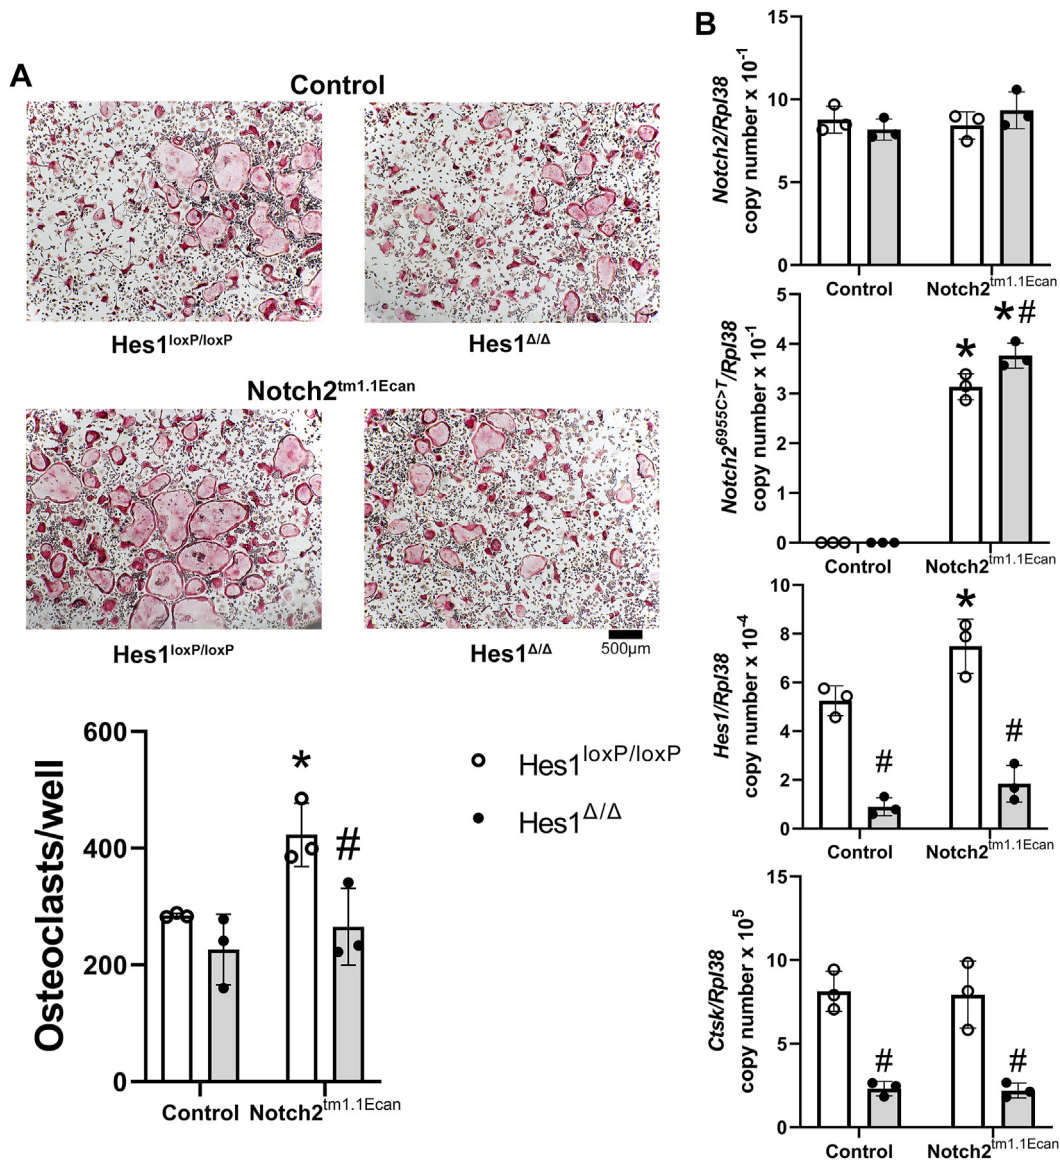 A
Control
Hes1loxP/loxP
Hes1Δ/Δ
Notch2tm1.1Ecan
Hes1loxP/loxP
Hes1Δ/Δ
500μm
Osteoclasts/well
600
400
200
0
*
#
Control
Notch2tm1.1Ecan
Hes1loxP/loxP
Hes1Δ/Δ
B
Notch2/Rpl38
copy number x 10-1
15
10
5
0
Control
Notch2tm1.1Ecan
Notch26955C>T/Rpl38
copy number x 10-1
5
4
3
2
1
0
*
*#
Control
Notch2tm1.1Ecan
Hes1/Rpl38
copy number x 10-4
10
8
6
4
2
0
#
*
#
Control
Notch2tm1.1Ecan
Ctsk/Rpl38
copy number x 105
15
10
5
0
#
#
Control
Notch2tm1.1Ecan